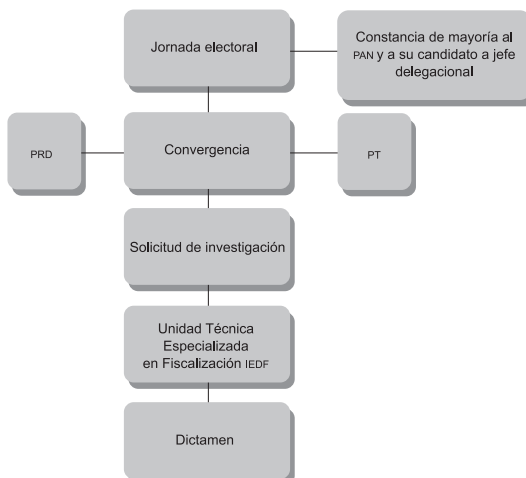 Jornada electoral
Constancia de mayoría al
PAN y a su candidato a jefe
delegacional
PRD
Convergencia
PT
Solicitud de investigación
Unidad Técnica
Especializada
en Fiscalización IEDF
Dictamen